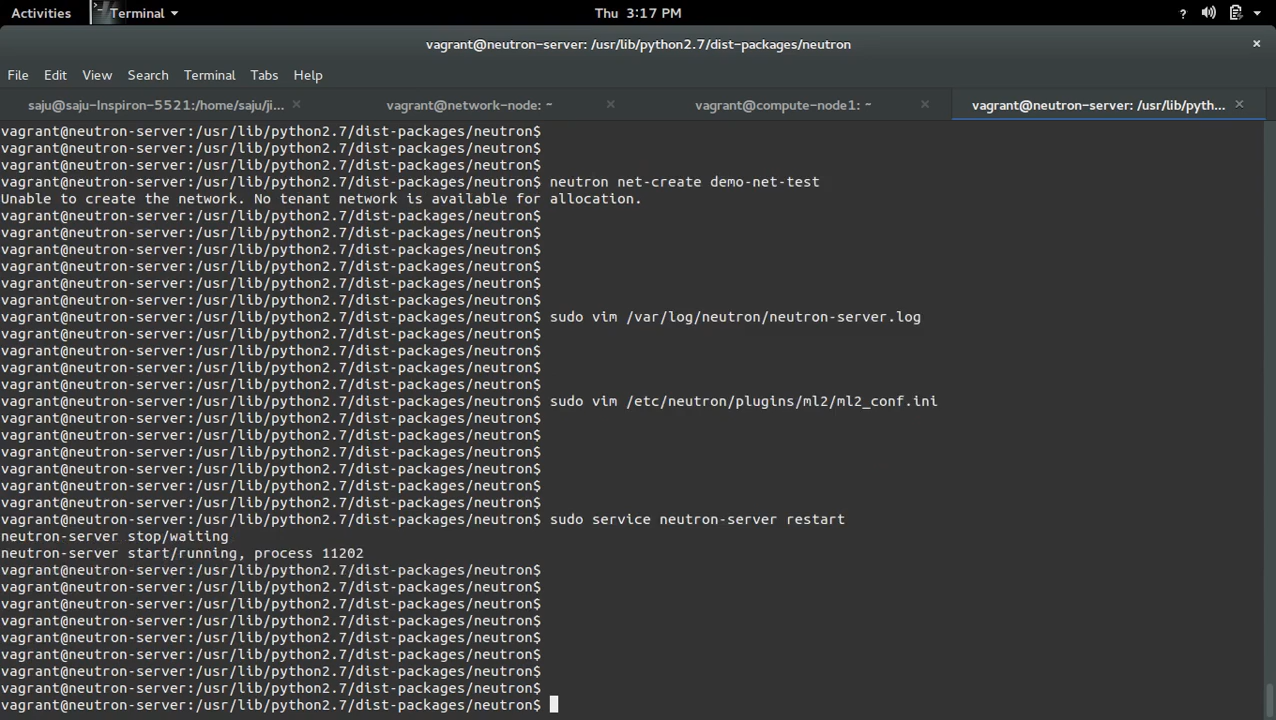 Activities Terminal Thu 3:17 PM ?
vagrant@neutron-server: /usr/lib/python2.7/dist-packages/neutron ×
File Edit View Search Terminal Tabs Help
saju@saju-Inspiron-5521:/home/saju/ji... × vagrant@network-node: ~ × vagrant@compute-node1: ~ × vagrant@neutron-server: /usr/lib/pyth... ×
vagrant@neutron-server:/usr/lib/python2.7/dist-packages/neutron$
vagrant@neutron-server:/usr/lib/python2.7/dist-packages/neutron$
vagrant@neutron-server:/usr/lib/python2.7/dist-packages/neutron$
vagrant@neutron-server:/usr/lib/python2.7/dist-packages/neutron$ neutron net-create demo-net-test
Unable to create the network. No tenant network is available for allocation.
vagrant@neutron-server:/usr/lib/python2.7/dist-packages/neutron$
vagrant@neutron-server:/usr/lib/python2.7/dist-packages/neutron$
vagrant@neutron-server:/usr/lib/python2.7/dist-packages/neutron$
vagrant@neutron-server:/usr/lib/python2.7/dist-packages/neutron$
vagrant@neutron-server:/usr/lib/python2.7/dist-packages/neutron$
vagrant@neutron-server:/usr/lib/python2.7/dist-packages/neutron$
vagrant@neutron-server:/usr/lib/python2.7/dist-packages/neutron$ sudo vim /var/log/neutron/neutron-server.log
vagrant@neutron-server:/usr/lib/python2.7/dist-packages/neutron$
vagrant@neutron-server:/usr/lib/python2.7/dist-packages/neutron$
vagrant@neutron-server:/usr/lib/python2.7/dist-packages/neutron$
vagrant@neutron-server:/usr/lib/python2.7/dist-packages/neutron$
vagrant@neutron-server:/usr/lib/python2.7/dist-packages/neutron$ sudo vim /etc/neutron/plugins/ml2/ml2_conf.ini
vagrant@neutron-server:/usr/lib/python2.7/dist-packages/neutron$
vagrant@neutron-server:/usr/lib/python2.7/dist-packages/neutron$
vagrant@neutron-server:/usr/lib/python2.7/dist-packages/neutron$
vagrant@neutron-server:/usr/lib/python2.7/dist-packages/neutron$
vagrant@neutron-server:/usr/lib/python2.7/dist-packages/neutron$
vagrant@neutron-server:/usr/lib/python2.7/dist-packages/neutron$
vagrant@neutron-server:/usr/lib/python2.7/dist-packages/neutron$ sudo service neutron-server restart
neutron-server stop/waiting
neutron-server start/running, process 11202
vagrant@neutron-server:/usr/lib/python2.7/dist-packages/neutron$
vagrant@neutron-server:/usr/lib/python2.7/dist-packages/neutron$
vagrant@neutron-server:/usr/lib/python2.7/dist-packages/neutron$
vagrant@neutron-server:/usr/lib/python2.7/dist-packages/neutron$
vagrant@neutron-server:/usr/lib/python2.7/dist-packages/neutron$
vagrant@neutron-server:/usr/lib/python2.7/dist-packages/neutron$
vagrant@neutron-server:/usr/lib/python2.7/dist-packages/neutron$
vagrant@neutron-server:/usr/lib/python2.7/dist-packages/neutron$
vagrant@neutron-server:/usr/lib/python2.7/dist-packages/neutron$